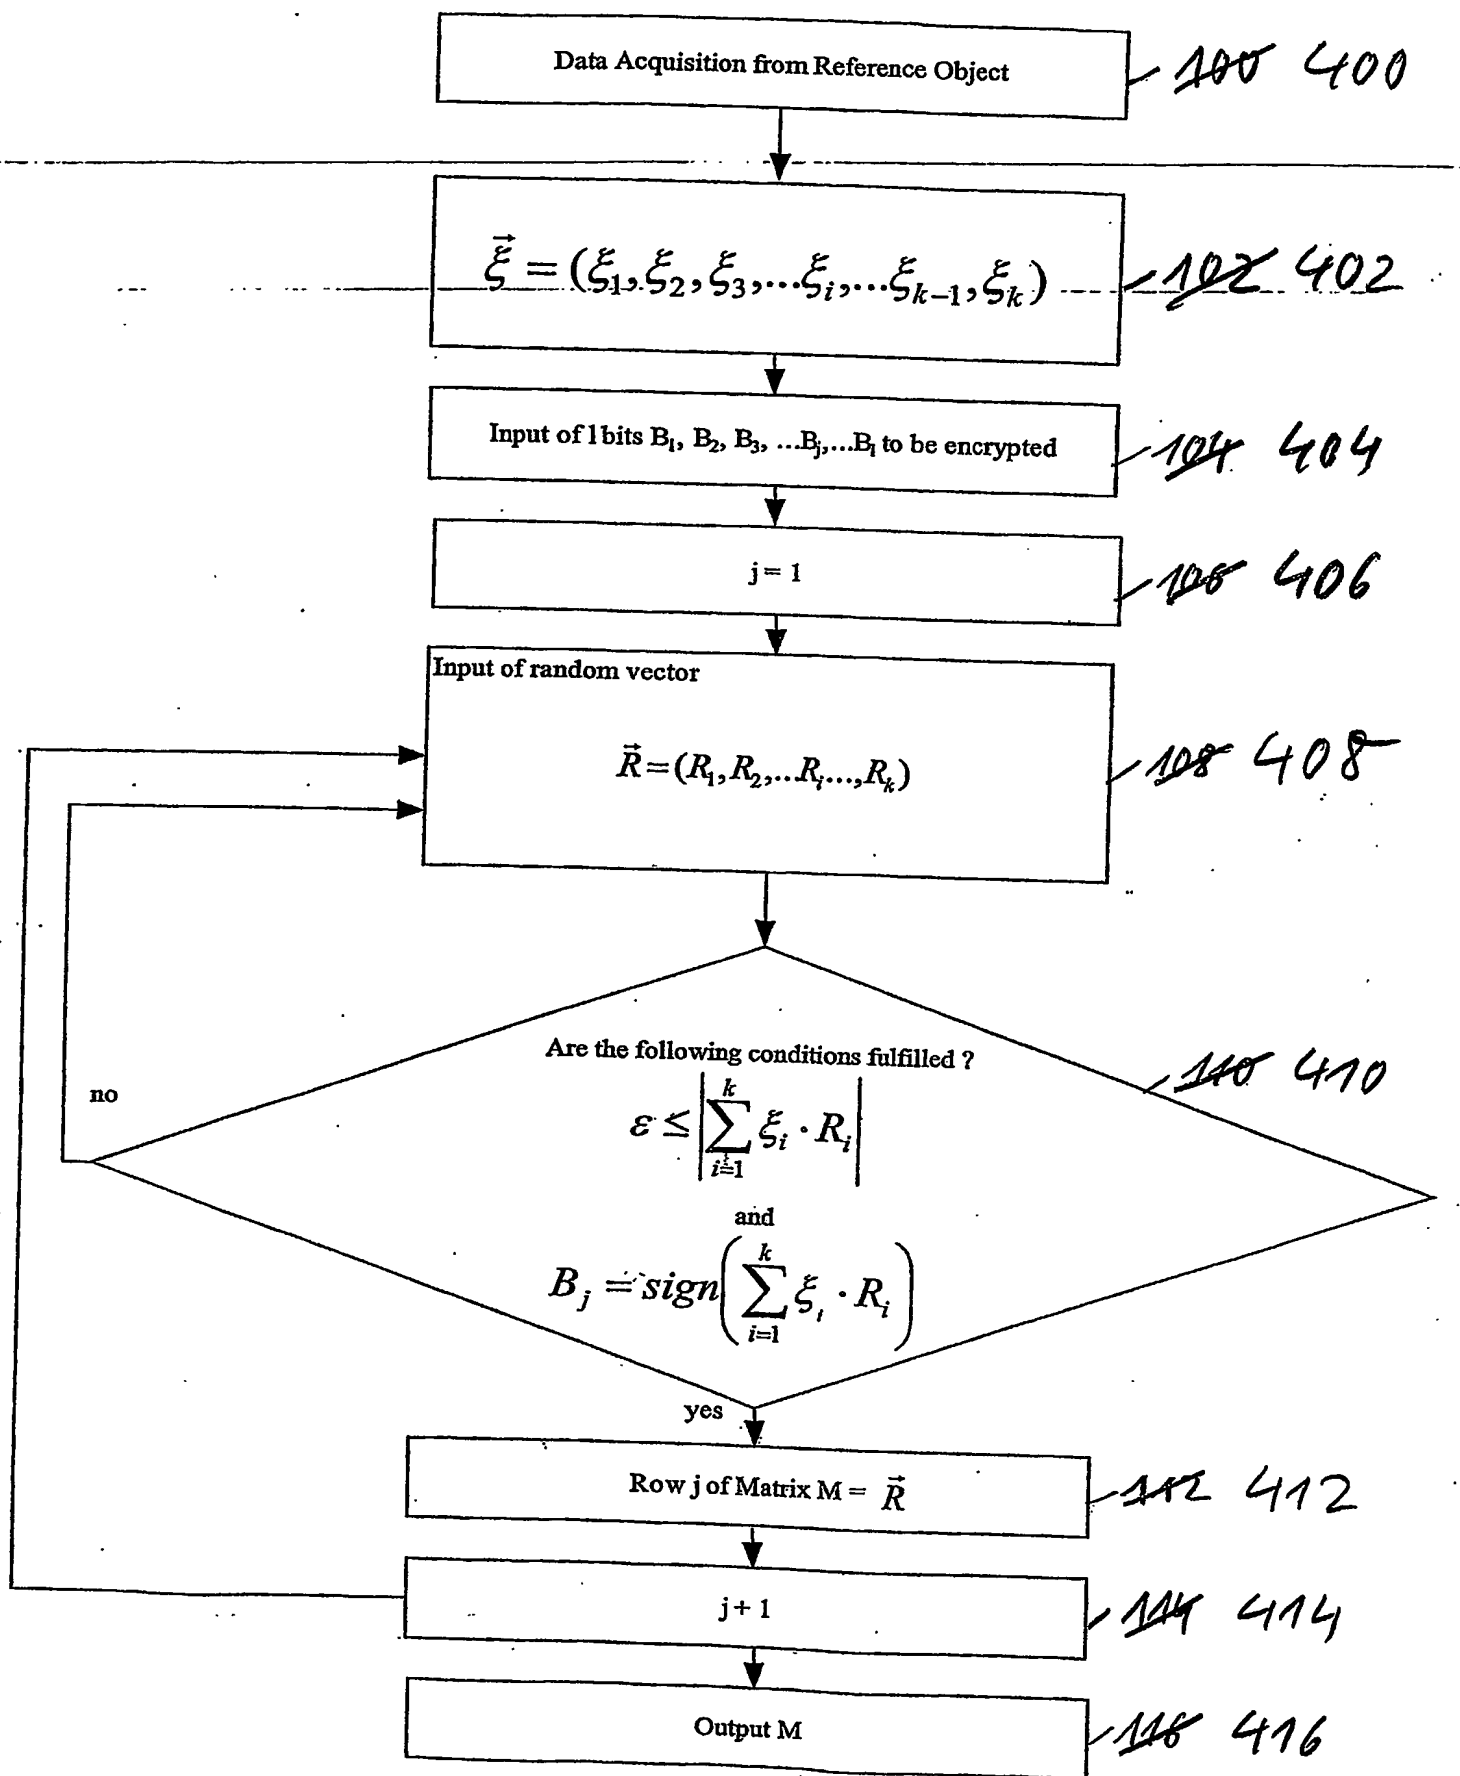 Data Acquisition from Reference Object
100 400
ξ⃗ = (ξ₁, ξ₂, ξ₃, ...ξᵢ, ...ξₖ₋₁, ξₖ)
102 402
Input of l bits B₁, B₂, B₃, ...Bⱼ,...Bₗ to be encrypted
104 404
j = 1
106 406
Input of random vector
R⃗ = (R₁, R₂, ...Rᵢ..., Rₖ)
108 408
Are the following conditions fulfilled ?
110 410
no
ε ≤ |∑ᵢ₌₁ᵏ ξᵢ · Rᵢ|
and
Bⱼ = sign(∑ᵢ₌₁ᵏ ξᵢ · Rᵢ)
yes
Row j of Matrix M = R⃗
112 412
j + 1
114 414
Output M
116 416